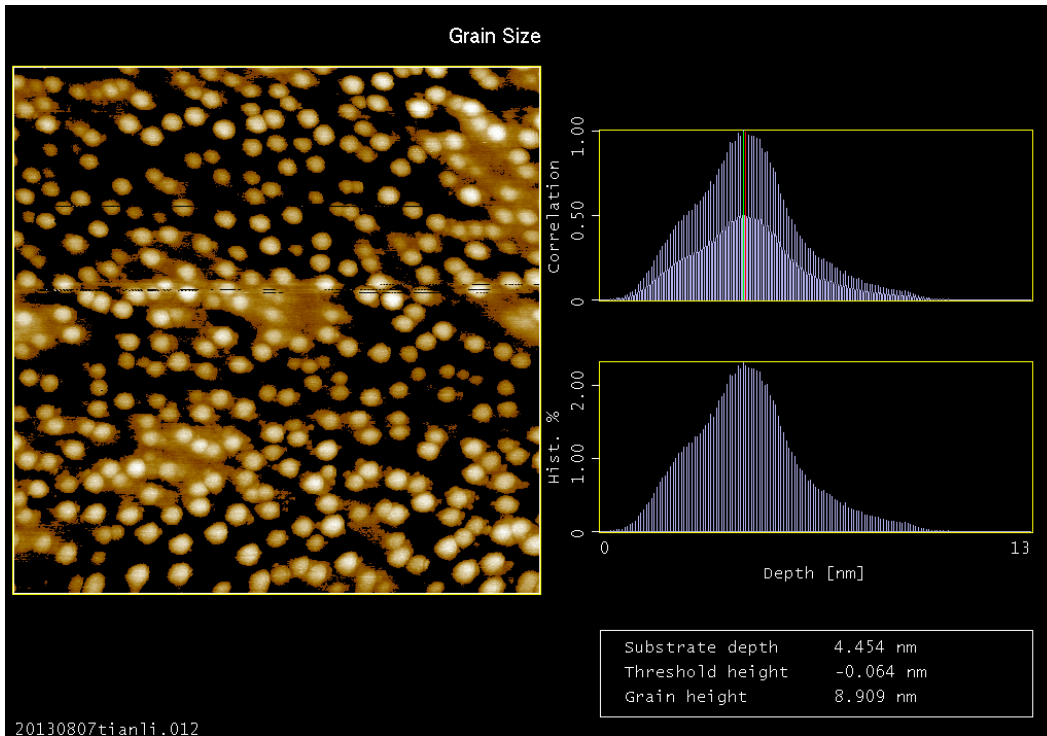 Grain Size
Correlation
1.00
0.50
0
Hist. %
2.00
1.00
0
0
13
Depth [nm]
Substrate depth 4.454 nm
Threshold height -0.064 nm
Grain height 8.909 nm
20130807tianli.012